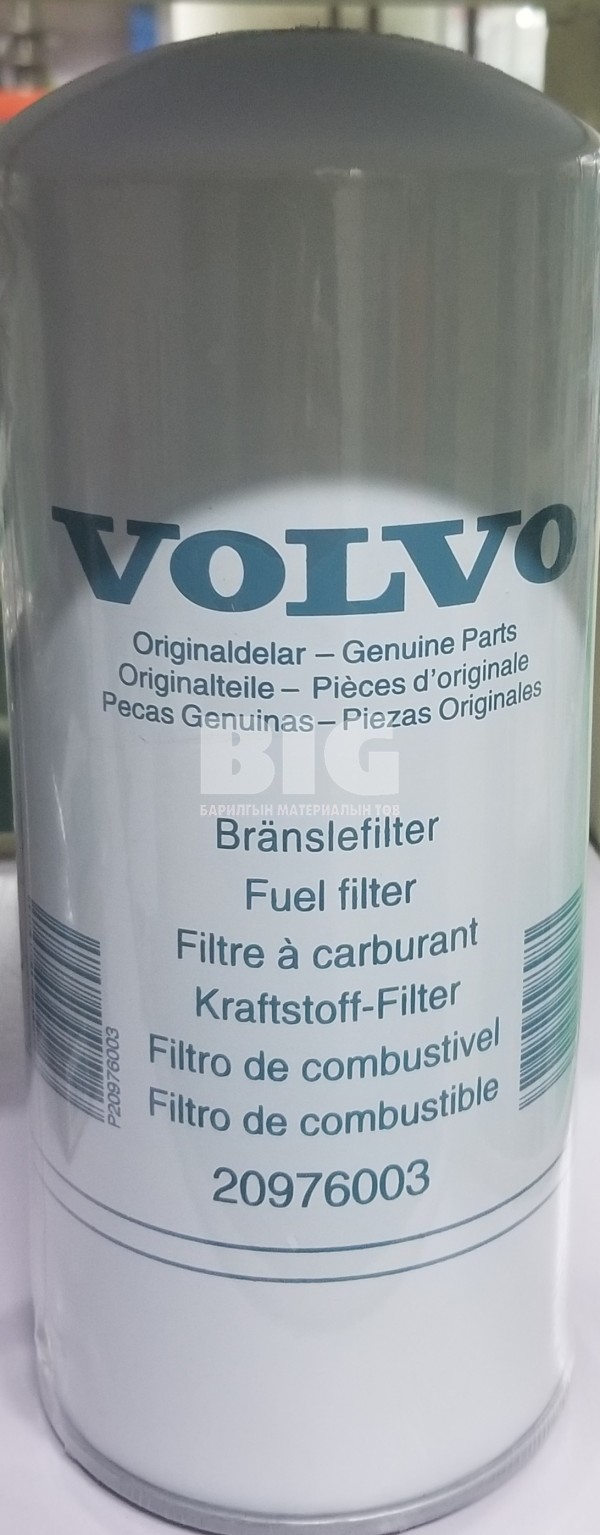 VOLVO
Originaldelar – Genuine Parts
Originalteile – Pièces d'originale
Pecas Genuinas – Piezas Originales
BIG
БАРИЛГЫН МАТЕРИАЛЫН ТӨВ
Bränslefilter
Fuel filter
Filtre à carburant
Kraftstoff-Filter
Filtro de combustivel
Filtro de combustible
P20976003
20976003